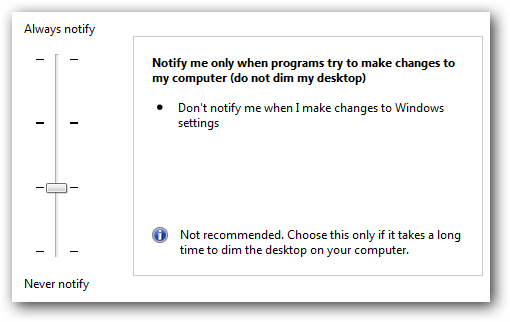 Always notify
Notify me only when programs try to make changes to
my computer (do not dim my desktop)
Don't notify me when I make changes to Windows
settings
Not recommended. Choose this only if it takes a long
time to dim the desktop on your computer.
Never notify